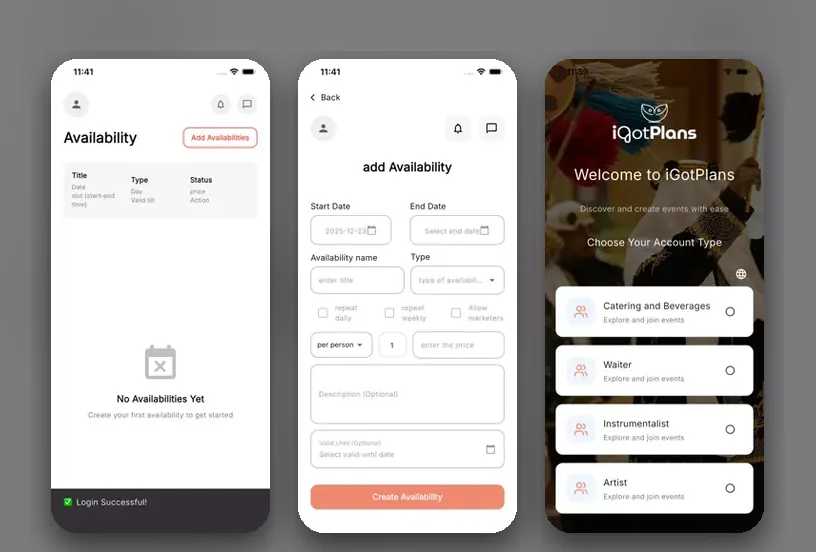 11:41
Availability
Add Availabilities
Title
Date
slot (start-end
time)
Type
Day
Valid till
Status
price
Action
No Availabilities Yet
Create your first availability to get started
✅ Login Successful!
11:41
Back
add Availability
Start Date
End Date
2025-12-23
Select end date
Availability name
Type
enter title
type of availabil...
repeat
daily
repeat
weekly
Allow
markelers
per person
1
enter the price
Description (Optional)
Valid Until (Optional)
Select valid until date
Create Availability
11:39
iGotPlans
Welcome to iGotPlans
Discover and create events with ease
Choose Your Account Type
Catering and Beverages
Explore and join events
Waiter
Explore and join events
Instrumentalist
Explore and join events
Artist
Explore and join events